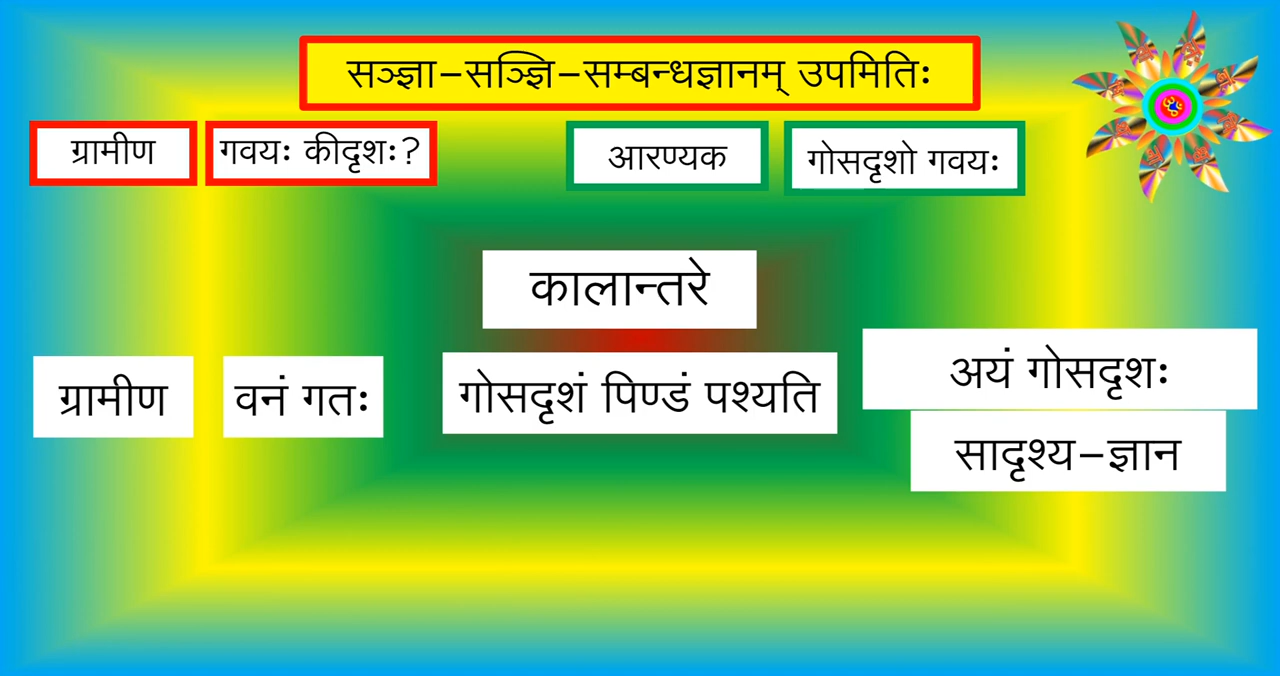 सञ्ज्ञा-सञ्ज्ञि-सम्बन्धज्ञानम् उपमितिः
ग्रामीण
गवयः कीदृशः?
आरण्यक
गोसदृशो गवयः
कालान्तरे
ग्रामीण
वनं गतः
गोसदृशं पिण्डं पश्यति
अयं गोसदृशः
सादृश्य-ज्ञान